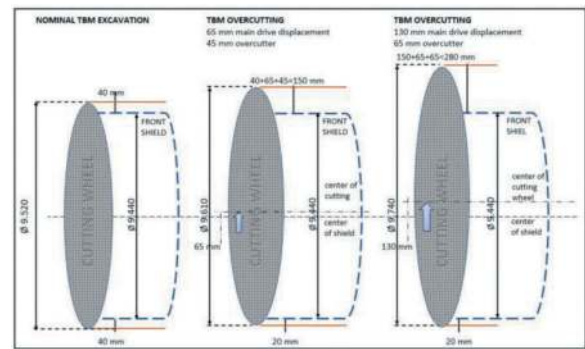 NOMINAL TBM EXCAVATION
40 mm
FRONT
SHIELD
CUTTING WHEEL
Ø 9.520
Ø 9.440
40 mm
TBM OVERCUTTING
65 mm main drive displacement
45 mm overcutter
40+65+45=150 mm
FRONT
SHIELD
CUTTING WHEEL
Ø 9.610
Ø 9.440
center of
cutting
center of
shield
65 mm
20 mm
TBM OVERCUTTING
130 mm main drive displacement
65 mm overcutter
150+65+65=280 mm
FRONT
SHIEL
CUTTING WHEEL
Ø 9.740
Ø 9.440
center of
cutting
wheel
center
of shield
130 mm
20 mm